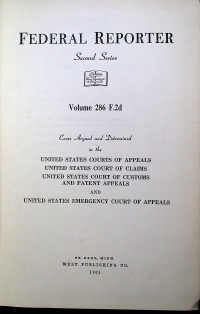 FEDERAL REPORTER
Second Series
Volume 286 F.2d
Cases Argued and Determined
in the
UNITED STATES COURTS OF APPEALS
UNITED STATES COURT OF CLAIMS
UNITED STATES COURT OF CUSTOMS
AND PATENT APPEALS
AND
UNITED STATES EMERGENCY COURT OF APPEALS
ST. PAUL, MINN.
WEST PUBLISHING CO.
1961